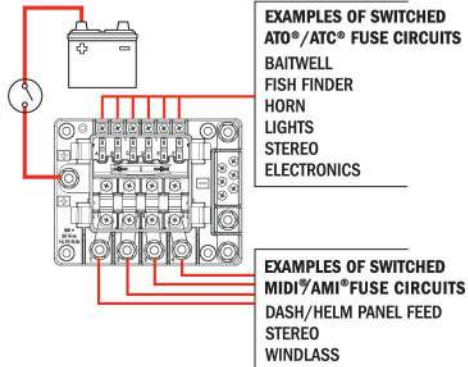 EXAMPLES OF SWITCHED
ATO®/ATC® FUSE CIRCUITS
BAITWELL
FISH FINDER
HORN
LIGHTS
STEREO
ELECTRONICS
EXAMPLES OF SWITCHED
MIDI®/AMI® FUSE CIRCUITS
DASH/HELM PANEL FEED
STEREO
WINDLASS